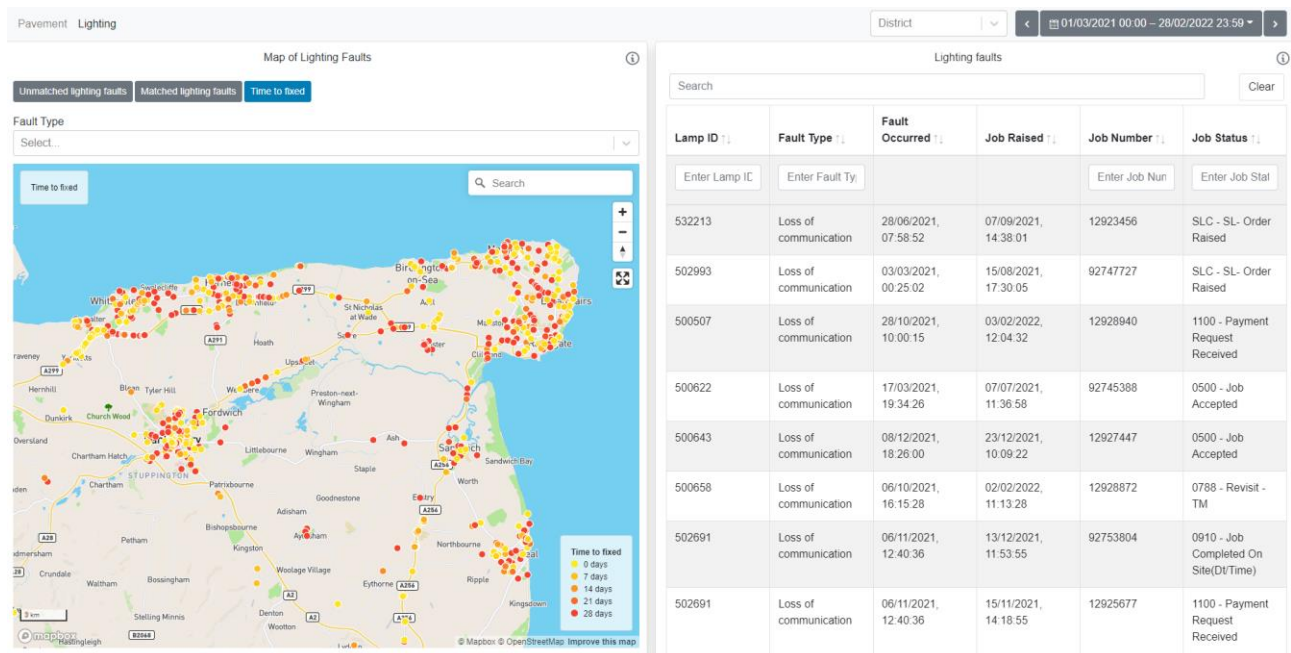 Pavement Lighting
District
01/03/2021 00:00 – 28/02/2022 23:59
Map of Lighting Faults
Unmatched lighting faults Matched lighting faults Time to fixed
Fault Type
Select...
Time to fixed
Search
Birchington-
on-Sea
Swalecliffe
A299
St Nicholas
at Wade
A291
Hoath
A299
Hernhill
Blean
Tyler Hill
Preston-next-
Wingham
Dunkirk
Church Wood
Fordwich
Oversland
Chartham Hatch
Littlebourne
Wingham
Ash
Sandwich
Sandwich Bay
A256
Staple
STUPPINGTON
Chartham
Patrixbourne
Worth
Goodnestone
Eastry
A256
Adisham
Bishopsbourne
Aylesham
A28
Petham
Kingston
Northbourne
Crundale
Waltham
Bossingham
Woolage Village
Eythorne
A256
Ripple
A2
Kingsdown
Stelling Minnis
Denton
A2
Wootton
B2068
Time to fixed
0 days
7 days
14 days
21 days
28 days
3 km
mapbox
© Mapbox © OpenStreetMap Improve this map
Lighting faults
Search
Clear
Lamp ID Fault Type Fault Occurred Job Raised Job Number Job Status
Enter Lamp ID Enter Fault Ty Enter Job Num Enter Job Stat
532213 Loss of communication 28/06/2021, 07:58:52 07/09/2021, 14:38:01 12923456 SLC - SL- Order Raised
502993 Loss of communication 03/03/2021, 00:25:02 15/08/2021, 17:30:05 92747727 SLC - SL- Order Raised
500507 Loss of communication 28/10/2021, 10:00:15 03/02/2022, 12:04:32 12928940 1100 - Payment Request Received
500622 Loss of communication 17/03/2021, 19:34:26 07/07/2021, 11:36:58 92745388 0500 - Job Accepted
500643 Loss of communication 08/12/2021, 18:26:00 23/12/2021, 10:09:22 12927447 0500 - Job Accepted
500658 Loss of communication 06/10/2021, 16:15:28 02/02/2022, 11:13:28 12928872 0788 - Revisit - TM
502691 Loss of communication 06/11/2021, 12:40:36 13/12/2021, 11:53:55 92753804 0910 - Job Completed On Site(Dt/Time)
502691 Loss of communication 06/11/2021, 12:40:36 15/11/2021, 14:18:55 12925677 1100 - Payment Request Received